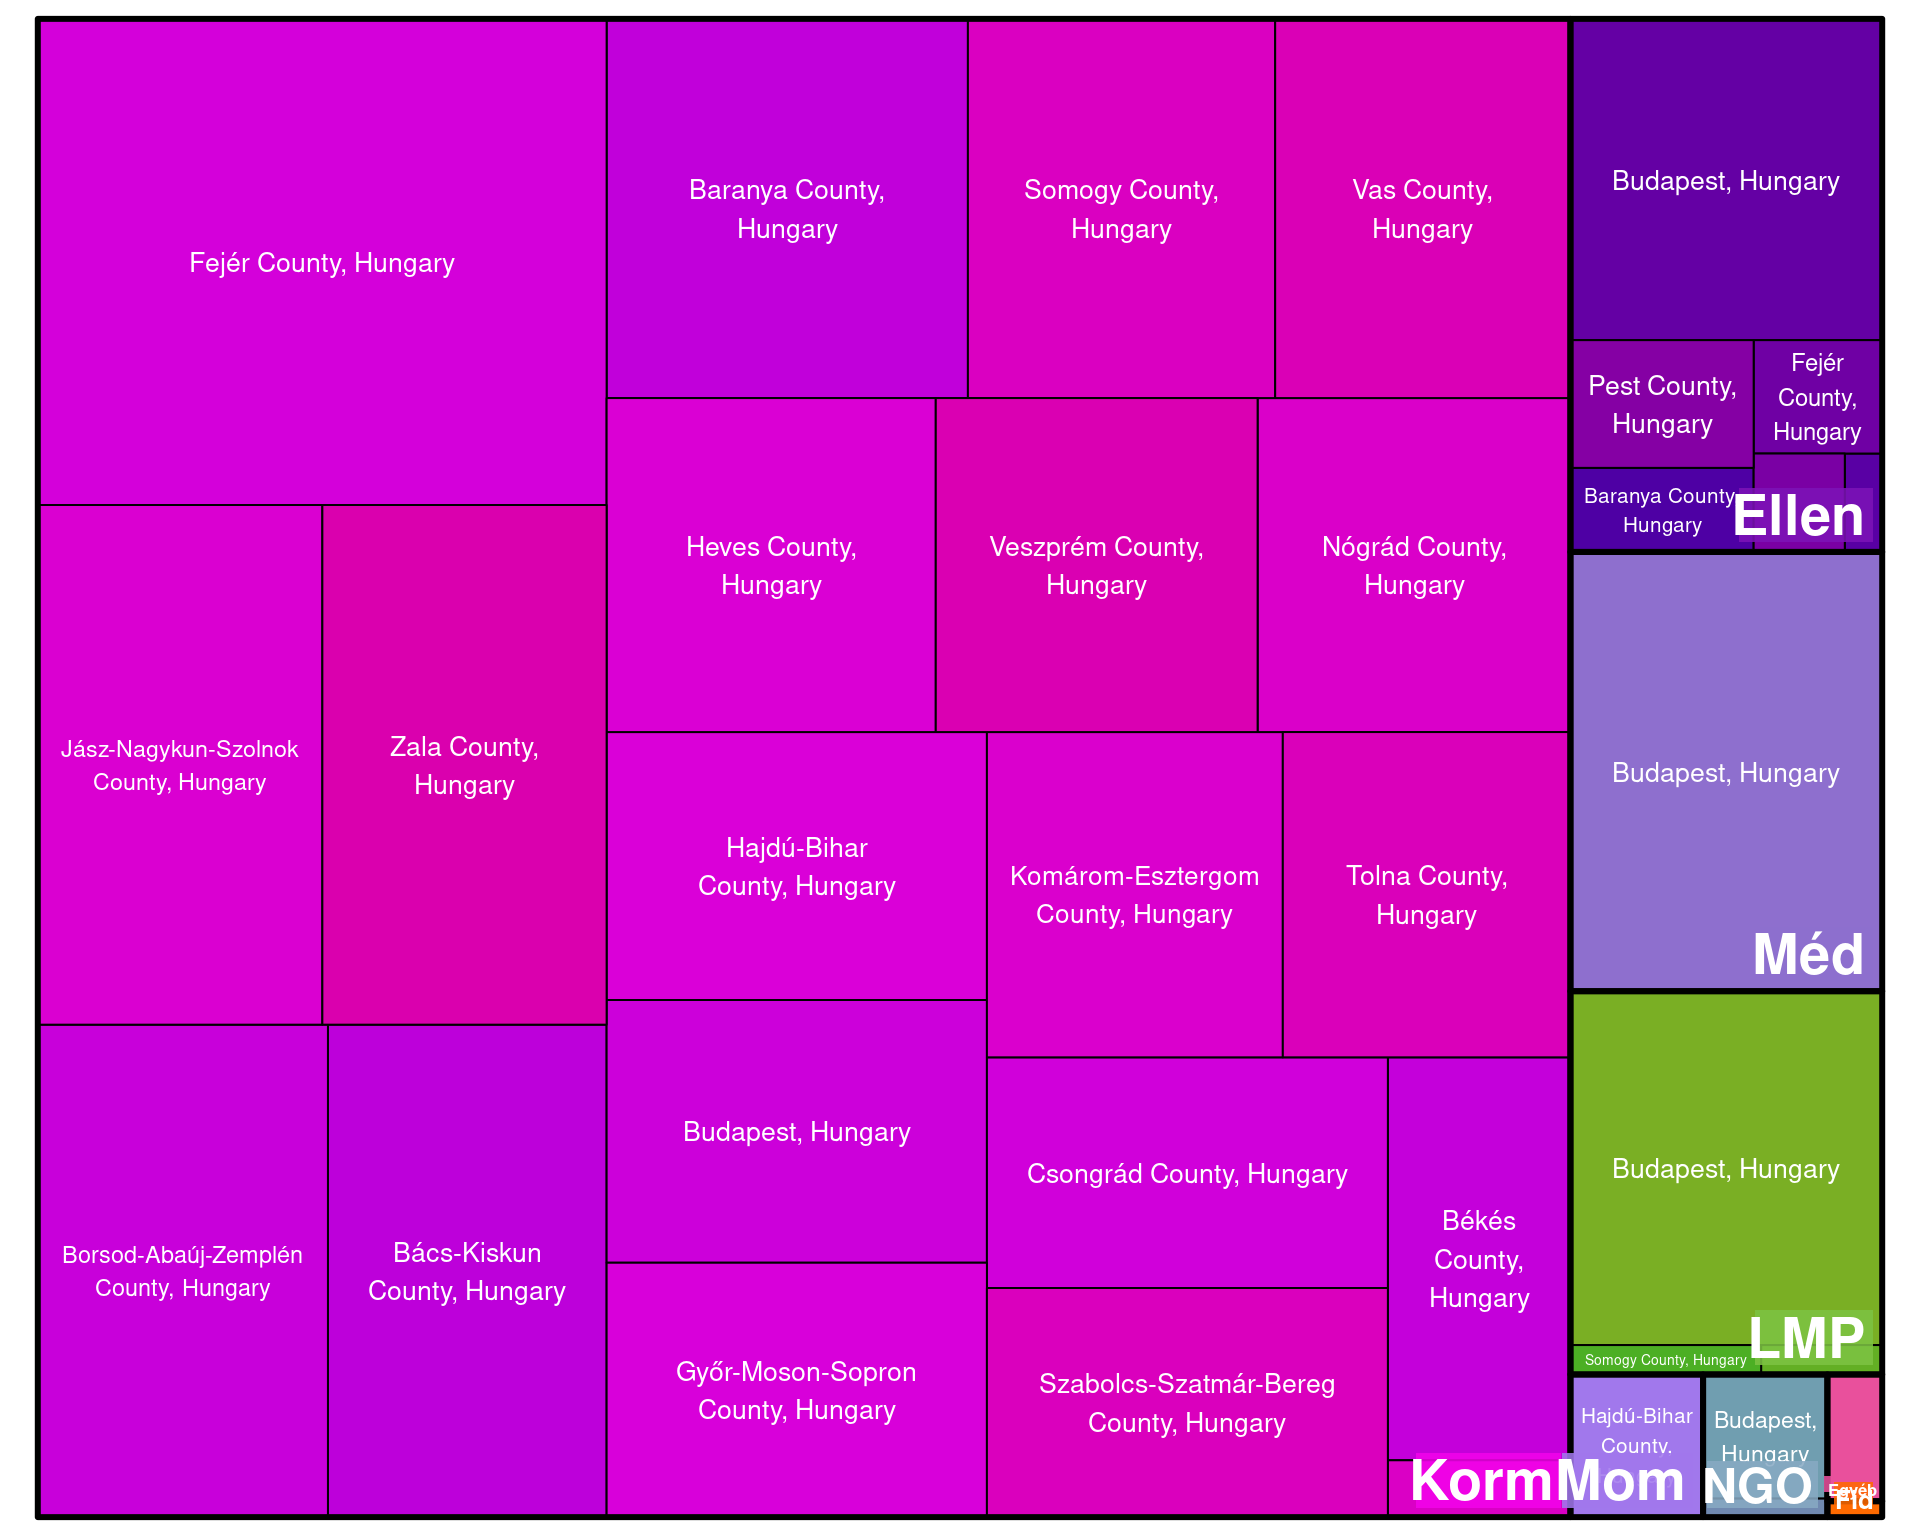 Fejér County, Hungary
Baranya County,
Hungary
Somogy County,
Hungary
Vas County,
Hungary
Jász-Nagykun-Szolnok
County, Hungary
Zala County,
Hungary
Heves County,
Hungary
Veszprém County,
Hungary
Nógrád County,
Hungary
Hajdú-Bihar
County, Hungary
Komárom-Esztergom
County, Hungary
Tolna County,
Hungary
Borsod-Abaúj-Zemplén
County, Hungary
Bács-Kiskun
County, Hungary
Budapest, Hungary
Csongrád County, Hungary
Békés
County,
Hungary
Győr-Moson-Sopron
County, Hungary
Szabolcs-Szatmár-Bereg
County, Hungary
Korm
Budapest, Hungary
Pest County,
Hungary
Fejér
County,
Hungary
Baranya County
Hungary
Ellen
Budapest, Hungary
Méd
Budapest, Hungary
Somogy County, Hungary
LMP
Hajdú-Bihar
County.
Mom
Budapest,
Hungary
NGO
Egyéb
Fid